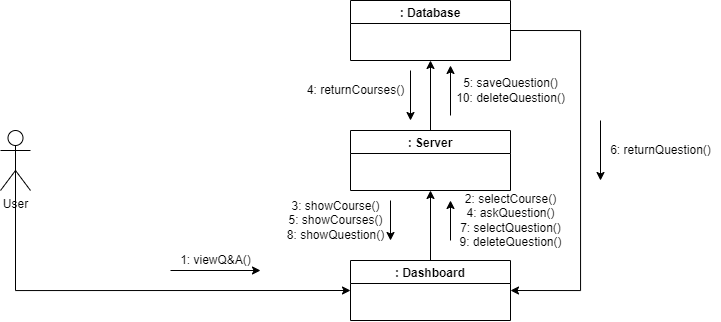 : Database
4: returnCourses()
5: saveQuestion()
10: deleteQuestion()
: Server
6: returnQuestion()
User
3: showCourse()
5: showCourses()
8: showQuestion()
2: selectCourse()
4: askQuestion()
7: selectQuestion()
9: deleteQuestion()
1: viewQ&A()
: Dashboard